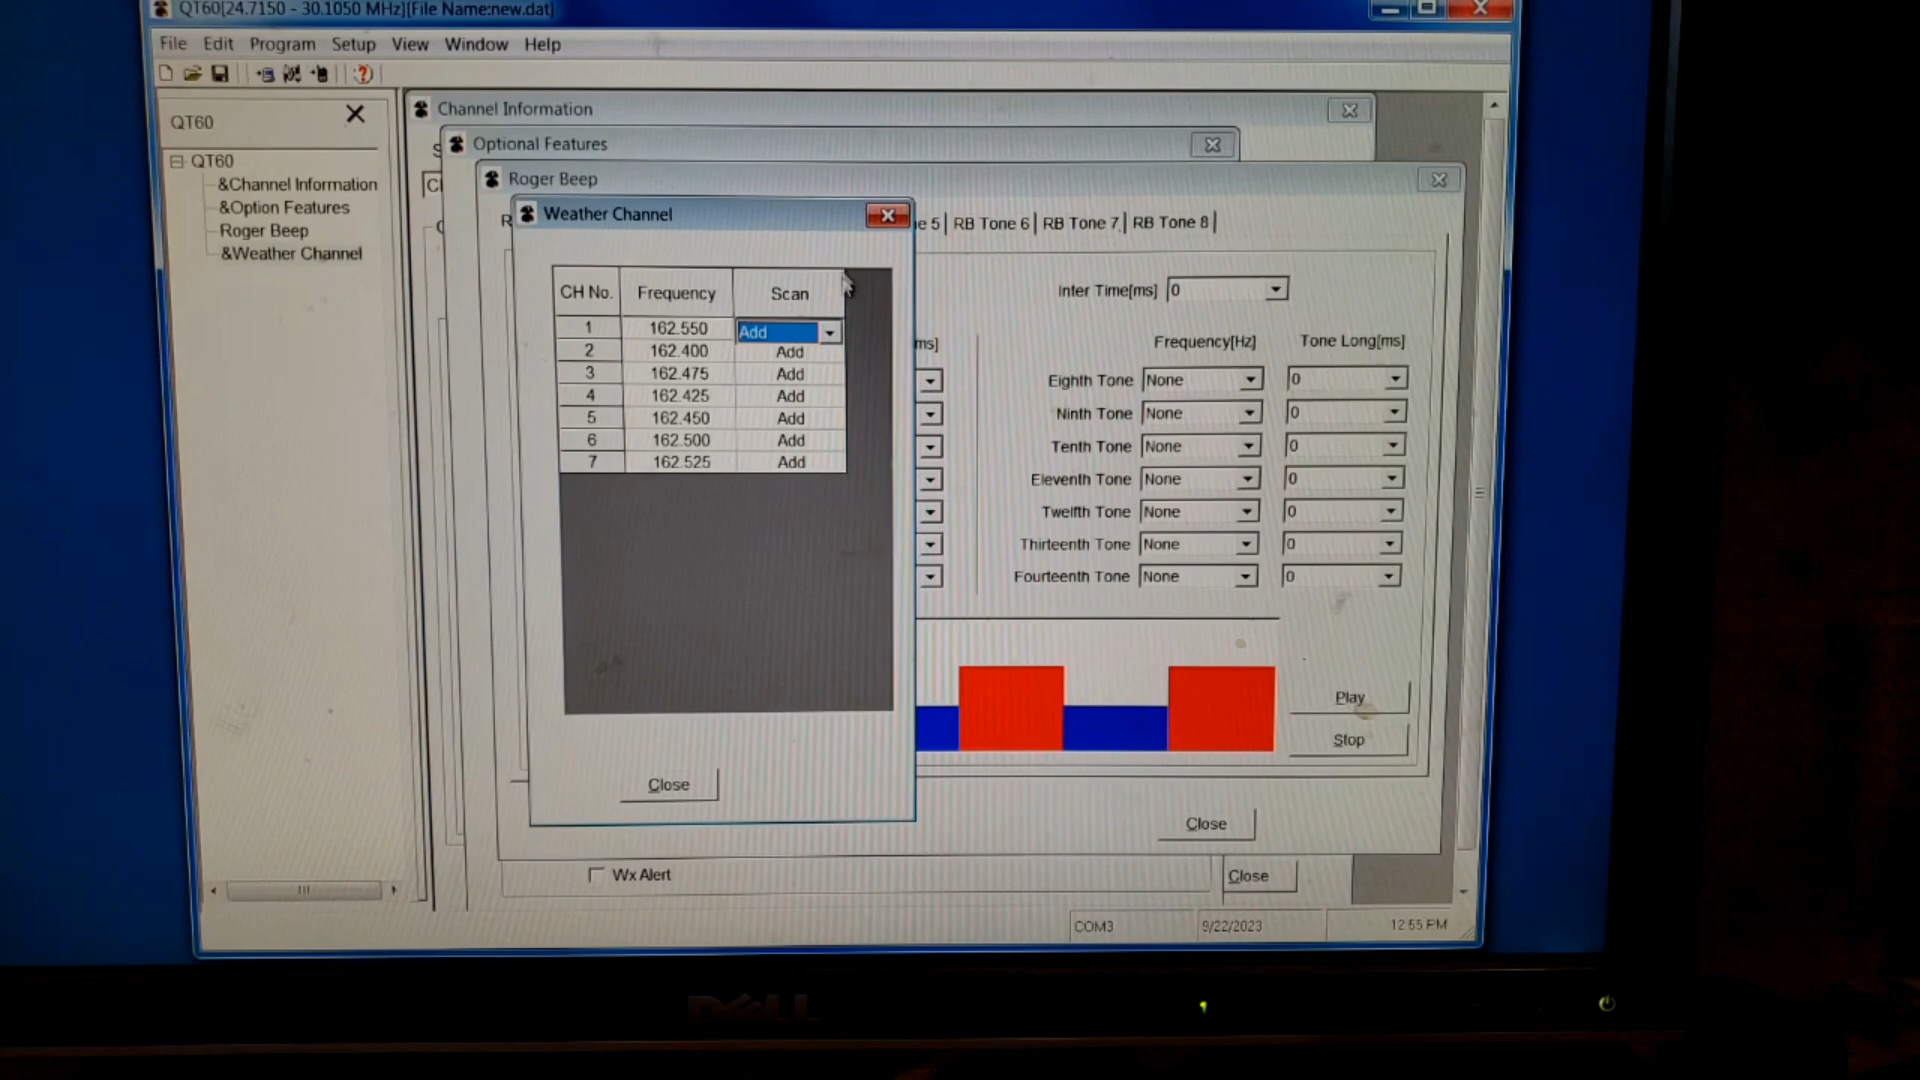 QT60[24.7150 - 30.1050 MHz][File Name:new.dat]
File Edit Program Setup View Window Help
QT60
QT60
&Channel Information
&Option Features
Roger Beep
&Weather Channel
Channel Information
Optional Features
Roger Beep
Weather Channel
e 5 RB Tone 6 RB Tone 7 RB Tone 8
CH No. Frequency Scan
1 162.550 Add
2 162.400 Add
3 162.475 Add
4 162.425 Add
5 162.450 Add
6 162.500 Add
7 162.525 Add
Close
Inter Time[ms] 0
ms] Frequency[Hz] Tone Long[ms]
Eighth Tone None 0
Ninth Tone None 0
Tenth Tone None 0
Eleventh Tone None 0
Twelfth Tone None 0
Thirteenth Tone None 0
Fourteenth Tone None 0
Play
Stop
Close
Wx Alert
Close
COM3 9/22/2023 12:55 PM
DELL